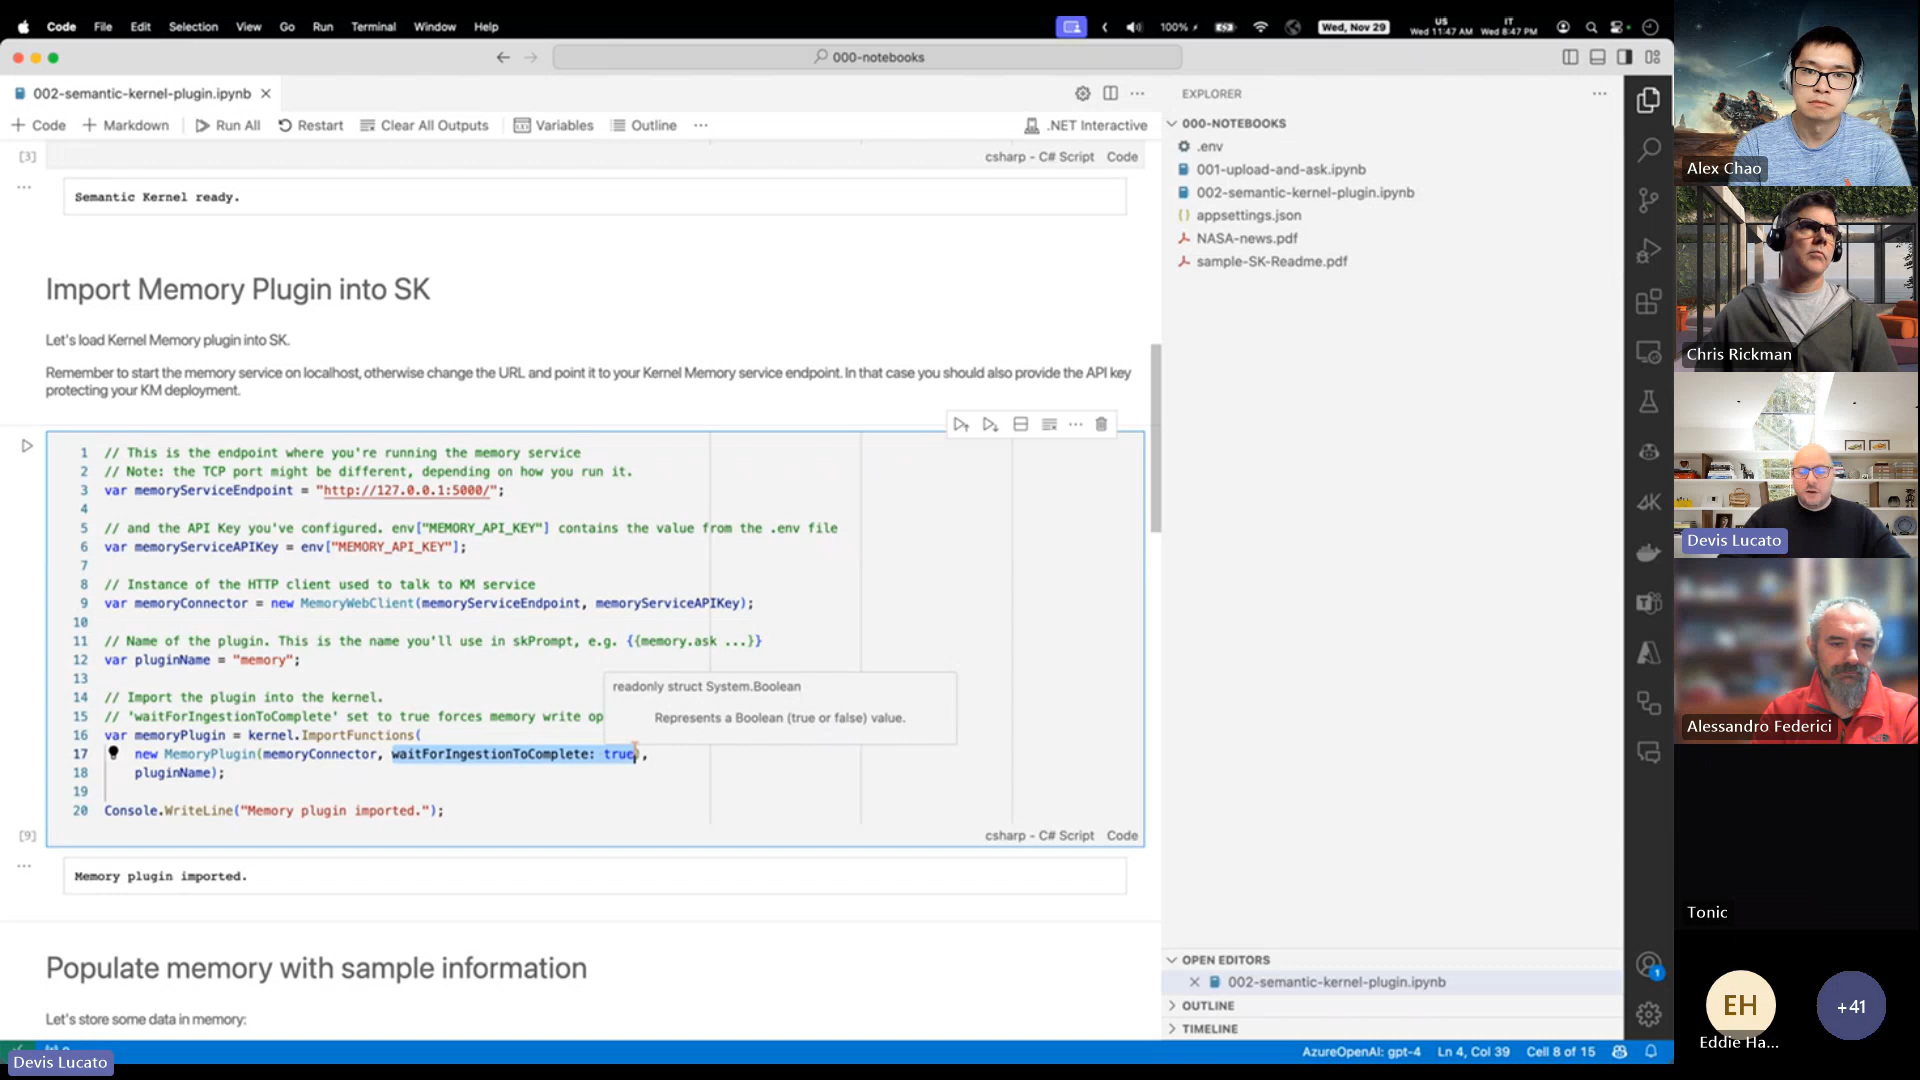 Code File Edit Selection View Go Run Terminal Window Help
100%
Wed, Nov 29
US
Wed 11:47 AM
IT
Wed 8:47 PM
000-notebooks
002-semantic-kernel-plugin.ipynb
Code
Markdown
Run All
Restart
Clear All Outputs
Variables
Outline
.NET Interactive
[3]
csharp - C# Script Code
Semantic Kernel ready.
Import Memory Plugin into SK
Let's load Kernel Memory plugin into SK.
Remember to start the memory service on localhost, otherwise change the URL and point it to your Kernel Memory service endpoint. In that case you should also provide the API key
protecting your KM deployment.
1 // This is the endpoint where you're running the memory service
2 // Note: the TCP port might be different, depending on how you run it.
3 var memoryServiceEndpoint = "http://127.0.0.1:5000/";
4
5 // and the API Key you've configured. env["MEMORY_API_KEY"] contains the value from the .env file
6 var memoryServiceAPIKey = env["MEMORY_API_KEY"];
7
8 // Instance of the HTTP client used to talk to KM service
9 var memoryConnector = new MemoryWebClient(memoryServiceEndpoint, memoryServiceAPIKey);
10
11 // Name of the plugin. This is the name you'll use in skPrompt, e.g. {{memory.ask ...}}
12 var pluginName = "memory";
13
14 // Import the plugin into the kernel.
15 // 'waitForIngestionToComplete' set to true forces memory write op
16 var memoryPlugin = kernel.ImportFunctions(
17 new MemoryPlugin(memoryConnector, waitForIngestionToComplete: true),
18 pluginName);
19
20 Console.WriteLine("Memory plugin imported.");
readonly struct System.Boolean
Represents a Boolean (true or false) value.
[9]
csharp - C# Script Code
Memory plugin imported.
Populate memory with sample information
Let's store some data in memory:
EXPLORER
000-NOTEBOOKS
.env
001-upload-and-ask.ipynb
002-semantic-kernel-plugin.ipynb
appsettings.json
NASA-news.pdf
sample-SK-Readme.pdf
OPEN EDITORS
002-semantic-kernel-plugin.ipynb
OUTLINE
TIMELINE
1
AzureOpenAI: gpt-4 Ln 4, Col 39 Cell 8 of 15
Devis Lucato
Alex Chao
Chris Rickman
Devis Lucato
Alessandro Federici
Tonic
EH
Eddie Ha...
+41